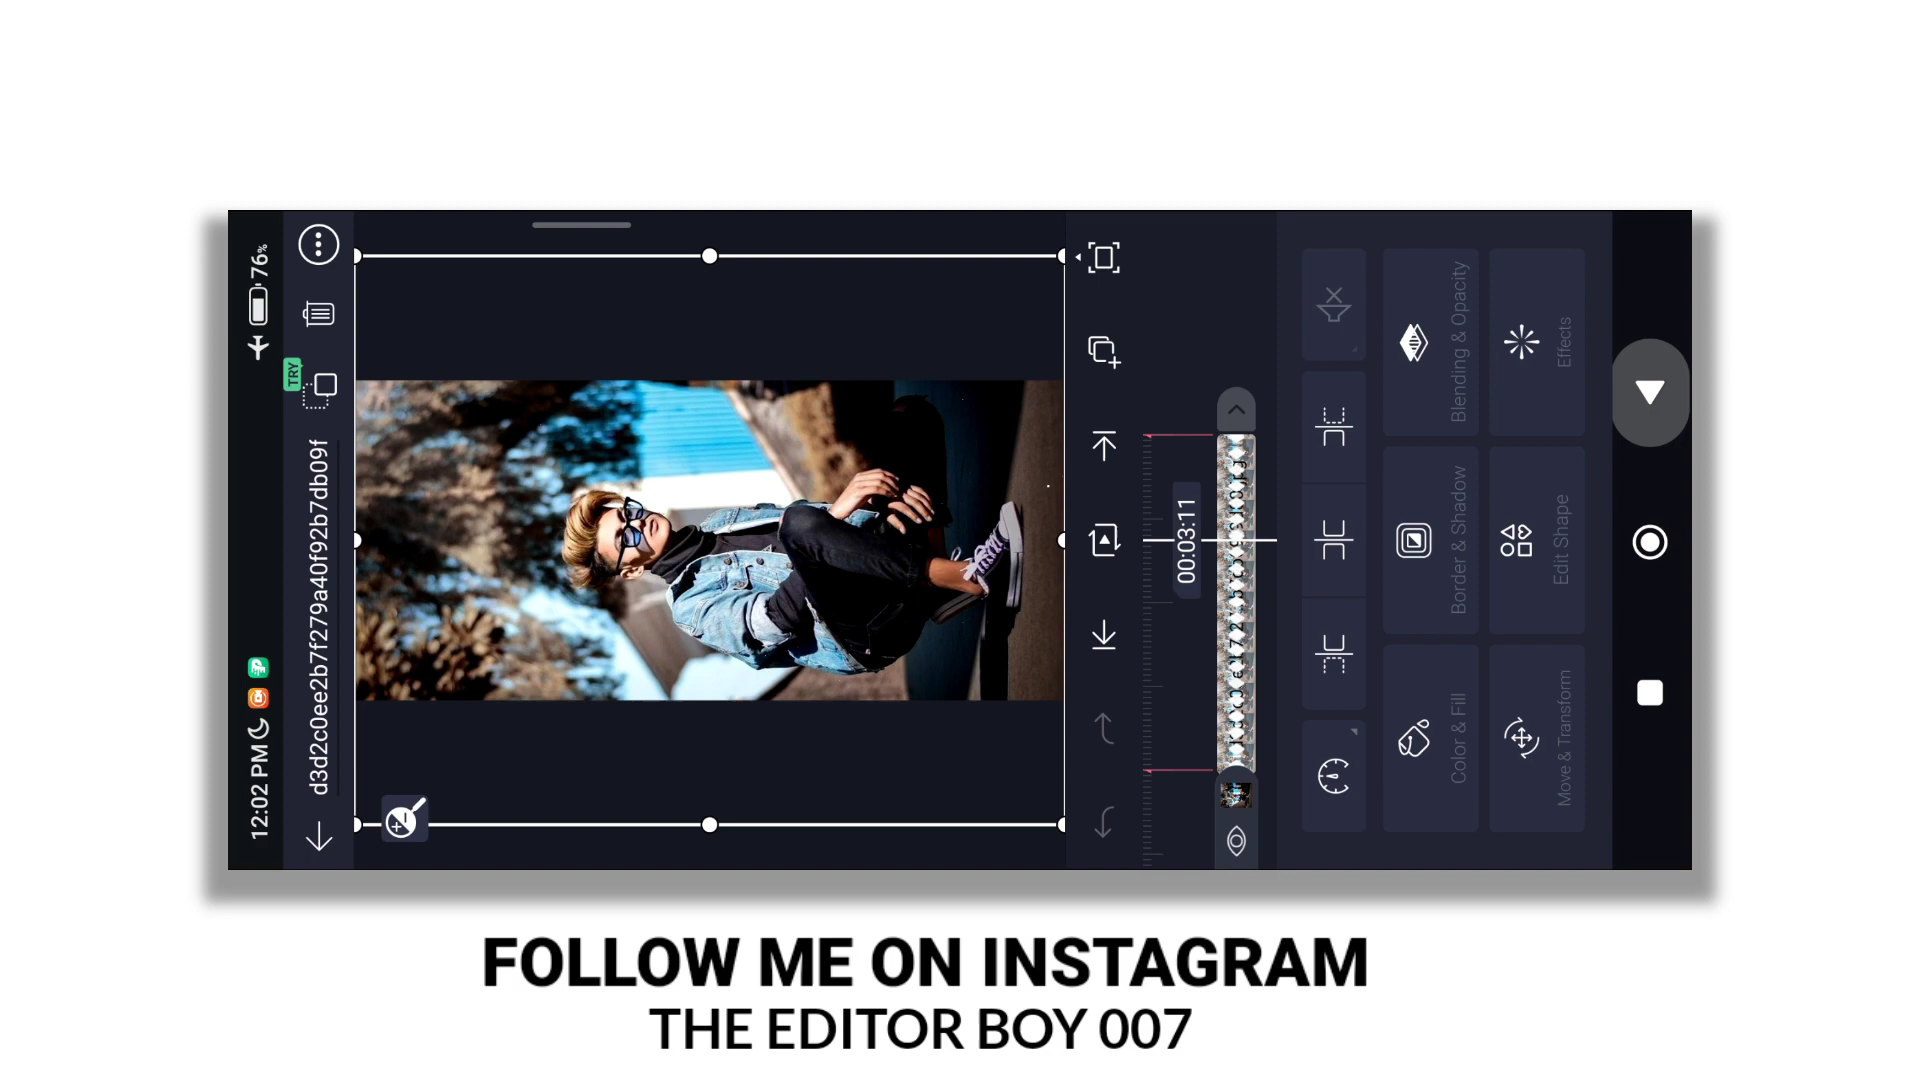 12:02 PM
76%
d3d2c0ee2b7f279a40f92b7db09f
TRY
00:03:11
Color & Fill
Border & Shadow
Blending & Opacity
Move & Transform
Edit Shape
Effects
FOLLOW ME ON INSTAGRAM
THE EDITOR BOY 007